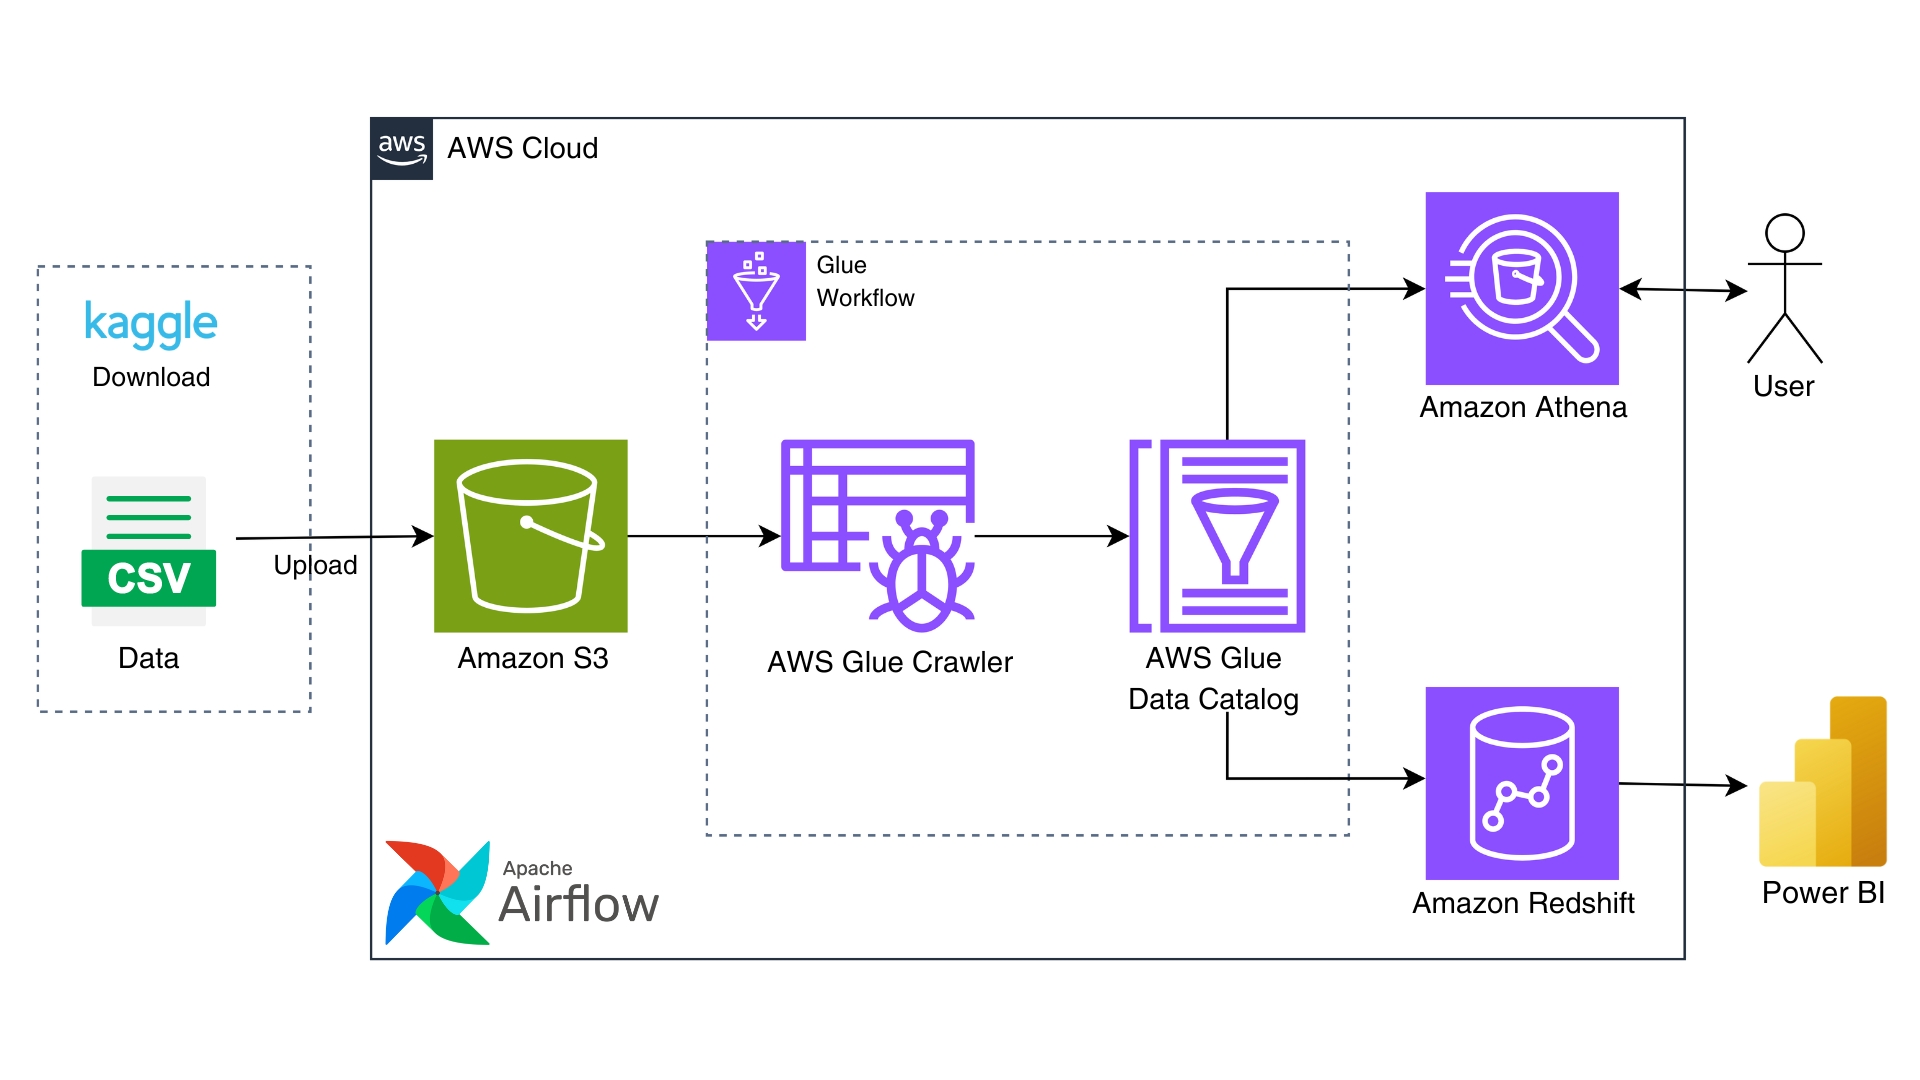 aws
AWS Cloud
kaggle
Download
CSV
Data
Upload
Amazon S3
Glue
Workflow
AWS Glue Crawler
AWS Glue
Data Catalog
Amazon Athena
User
Amazon Redshift
Power BI
Apache
Airflow